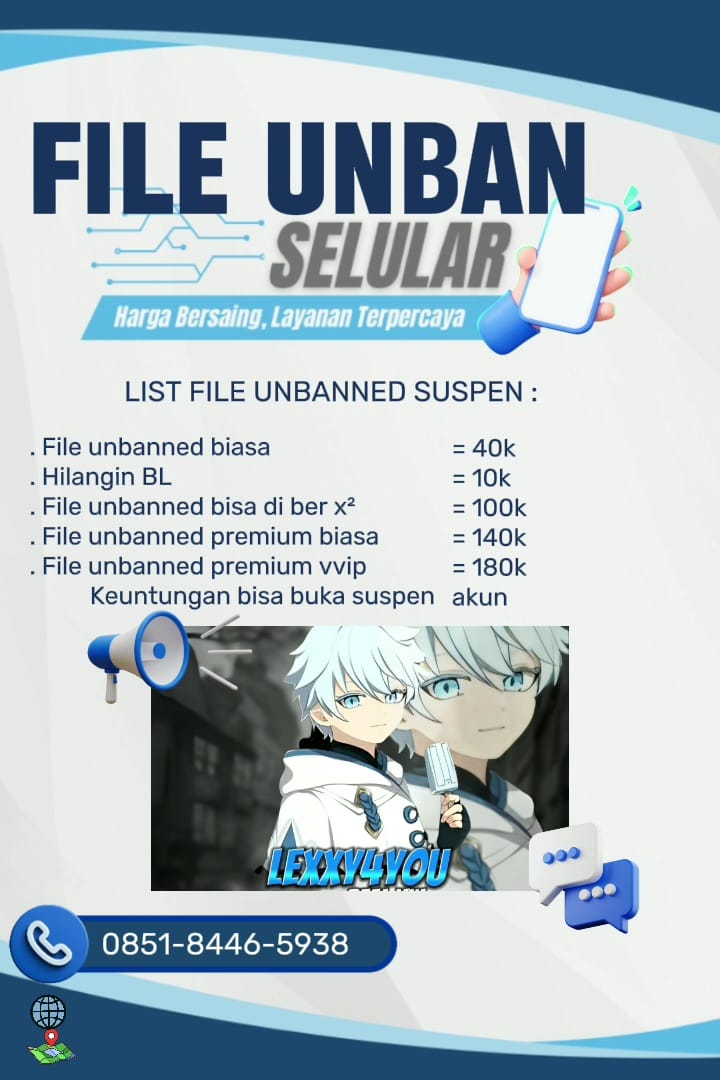 FILE UNBAN
SELULAR
Harga Bersaing, Layanan Terpercaya
LIST FILE UNBANNED SUSPEN :
. File unbanned biasa = 40k
. Hilangin BL = 10k
. File unbanned bisa di ber x² = 100k
. File unbanned premium biasa = 140k
. File unbanned premium vvip = 180k
Keuntungan bisa buka suspen akun
LEXXY4YOU
0851-8446-5938